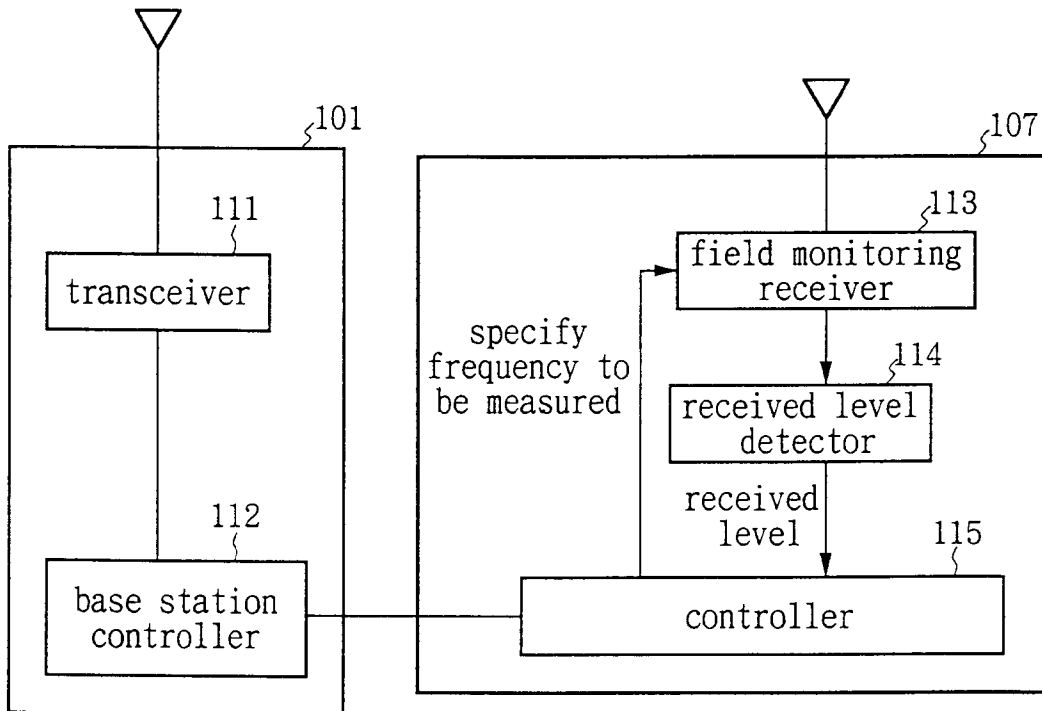 101
111
transceiver
112
base station
controller
107
113
field monitoring
receiver
specify
frequency to
be measured
114
received level
detector
received
level
115
controller